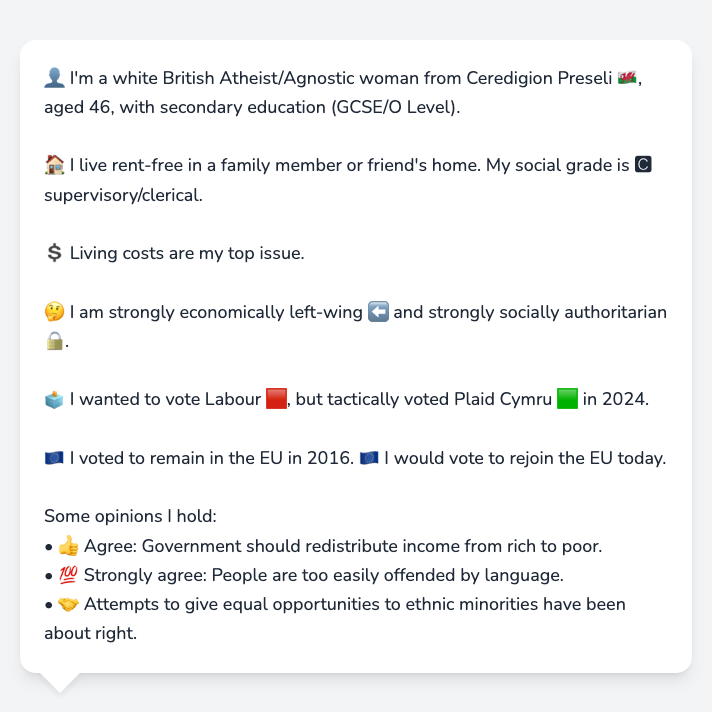 👤 I'm a white British Atheist/Agnostic woman from Ceredigion Preseli 🏴󠁧󠁢󠁷󠁬󠁳󠁿,
aged 46, with secondary education (GCSE/O Level).
🏠 I live rent-free in a family member or friend's home. My social grade is 🅲
supervisory/clerical.
💲 Living costs are my top issue.
🤔 I am strongly economically left-wing ⬅️ and strongly socially authoritarian
🔒.
🗳️ I wanted to vote Labour 🟥, but tactically voted Plaid Cymru 🟩 in 2024.
🇪🇺 I voted to remain in the EU in 2016. 🇪🇺 I would vote to rejoin the EU today.
Some opinions I hold:
• 👍 Agree: Government should redistribute income from rich to poor.
• 💯 Strongly agree: People are too easily offended by language.
• 🤝 Attempts to give equal opportunities to ethnic minorities have been
about right.